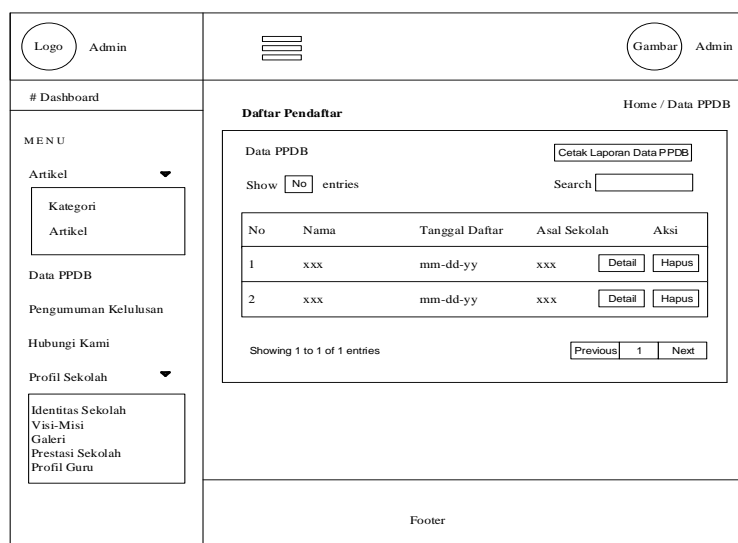 Logo Admin
Gambar Admin
# Dashboard
Home / Data PPDB
Daftar Pendaftar
MENU
Artikel
Kategori
Artikel
Data PPDB
Pengumuman Kelulusan
Hubungi Kami
Profil Sekolah
Identitas Sekolah
Visi-Misi
Galeri
Prestasi Sekolah
Profil Guru
Data PPDB
Cetak Laporan Data PPDB
Show No entries
Search
No Nama Tanggal Daftar Asal Sekolah Aksi
1 xxx mm-dd-yy xxx Detail Hapus
2 xxx mm-dd-yy xxx Detail Hapus
Showing 1 to 1 of 1 entries
Previous 1 Next
Footer